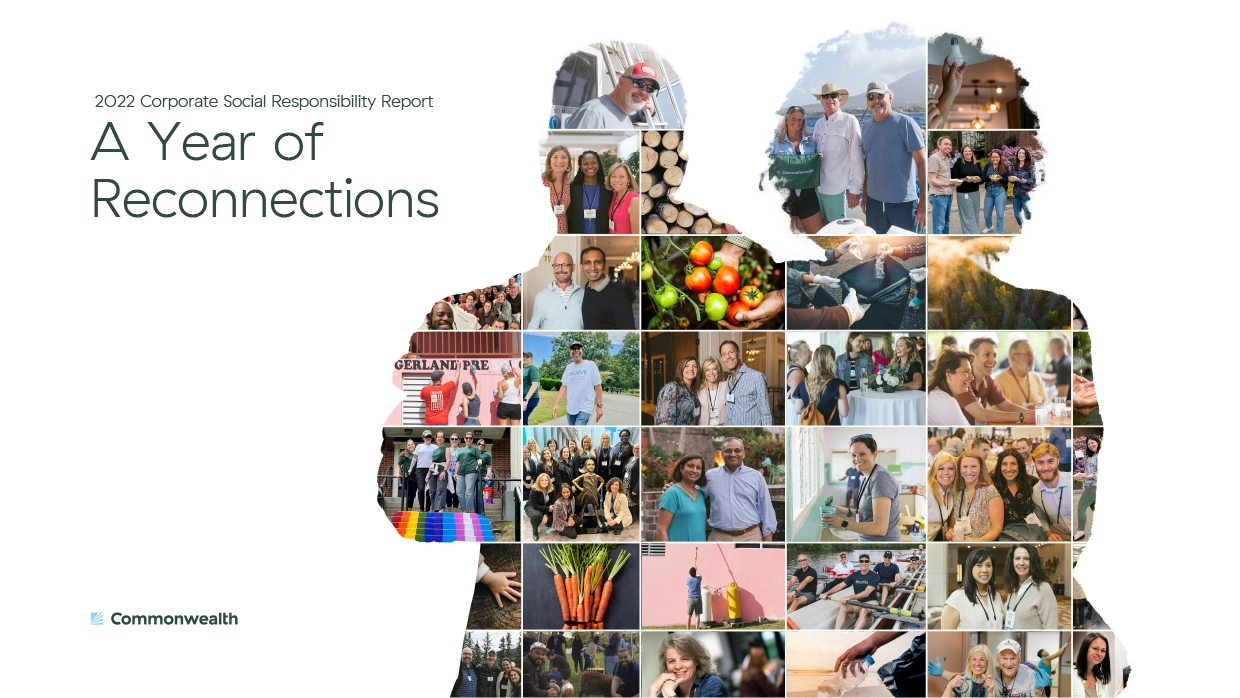 2022 Corporate Social Responsibility Report
A Year of
Reconnections
GERLAND PRE
Commonwealth